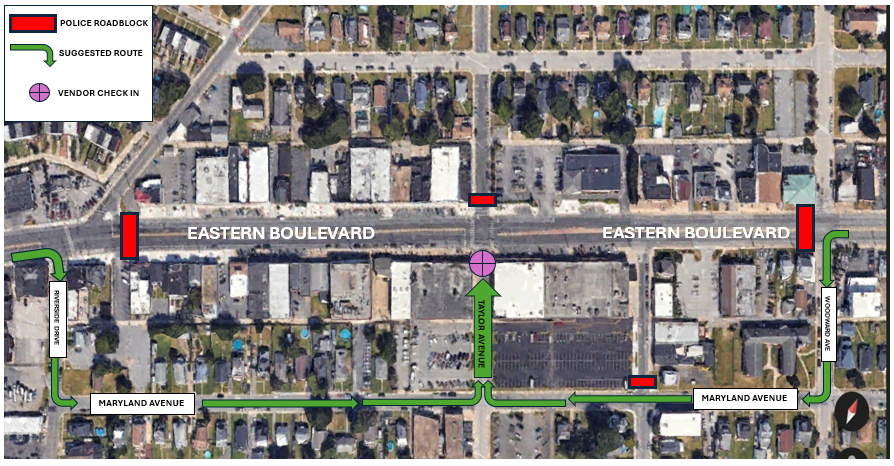 POLICE ROADBLOCK
SUGGESTED ROUTE
VENDOR CHECK IN
EASTERN BOULEVARD
EASTERN BOULEVARD
RIVERSIDE DRIVE
TAYLOR AVENUE
WOODWARD AVE
MARYLAND AVENUE
MARYLAND AVENUE